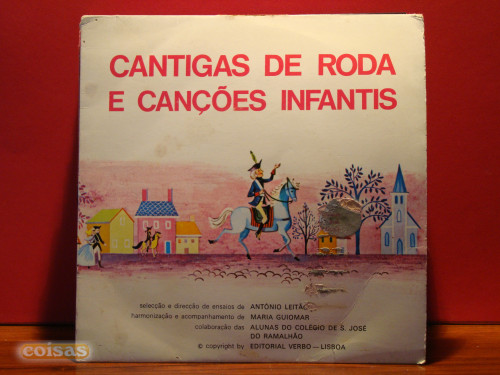 CANTIGAS DE RODA
E CANÇÕES INFANTIS
selecção e direcção de ensaios de ANTÓNIO LEITÃO
harmonização e acompanhamento de MARIA GUIOMAR
colaboração das ALUNAS DO COLÉGIO DE S. JOSÉ
DO RAMALHÃO
© copyright by EDITORIAL VERBO — LISBOA
coisas